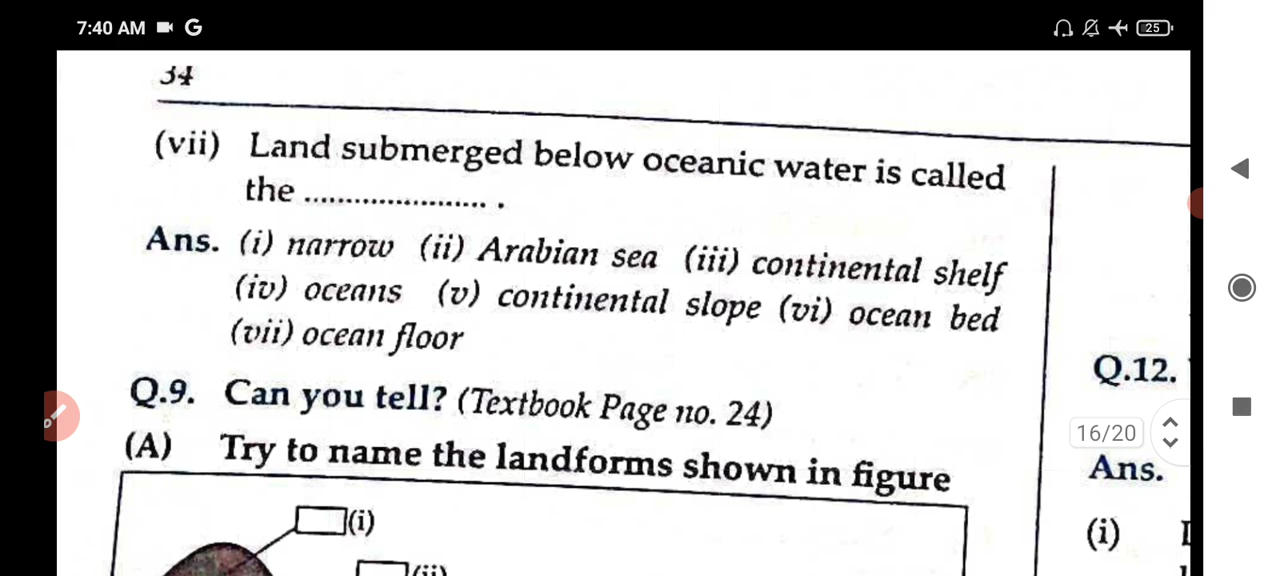 7:40 AM G
25
34
(vii) Land submerged below oceanic water is called
the ...................... .
Ans. (i) narrow (ii) Arabian sea (iii) continental shelf
(iv) oceans (v) continental slope (vi) ocean bed
(vii) ocean floor
Q.9. Can you tell? (Textbook Page no. 24)
(A) Try to name the landforms shown in figure
(i)
(ii)
Q.12.
16/20
Ans.
(i)